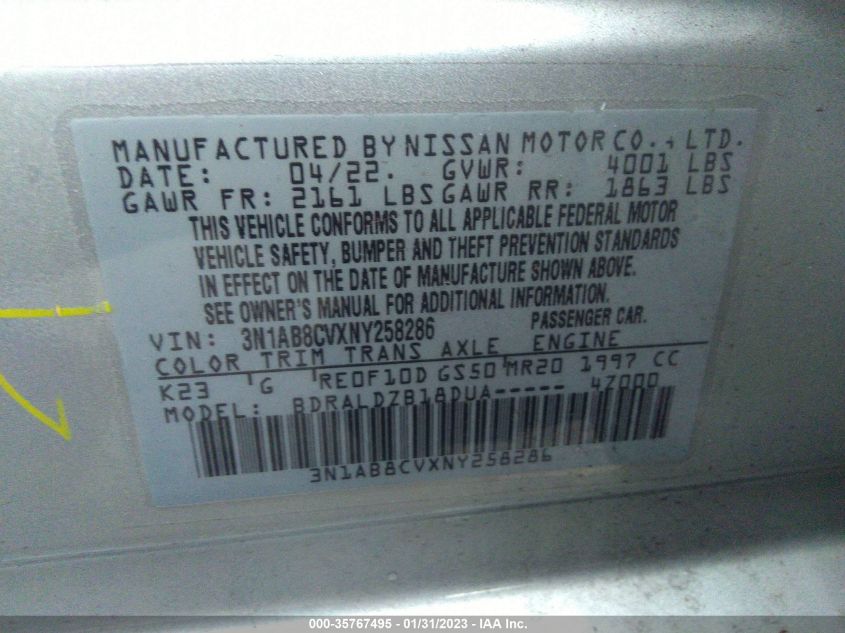 MANUFACTURED BY NISSAN MOTOR CO., LTD.
DATE: 04/22. GVWR: 4001 LBS
GAWR FR: 2161 LBS GAWR RR: 1863 LBS
THIS VEHICLE CONFORMS TO ALL APPLICABLE FEDERAL MOTOR
VEHICLE SAFETY, BUMPER AND THEFT PREVENTION STANDARDS
IN EFFECT ON THE DATE OF MANUFACTURE SHOWN ABOVE.
SEE OWNER'S MANUAL FOR ADDITIONAL INFORMATION.
VIN: 3N1AB8CVXNY258286 PASSENGER CAR.
COLOR TRIM TRANS AXLE ENGINE
K23 G RE0F10D GS50 MR20 1997 CC
MODEL: BDRALDZB18DUA----- 4Z000
3N1AB8CVXNY258286
000-35767495 - 01/31/2023 - IAA Inc.